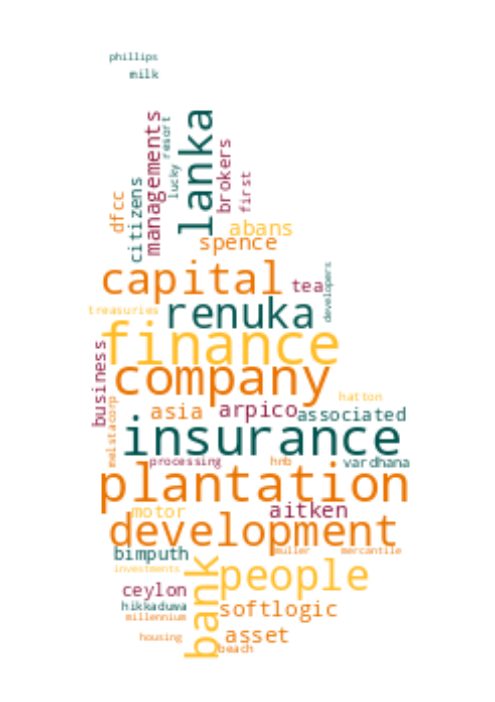 phillips
milk
managements
resort
lanka
brokers
lucky
first
citizens
dfcc
abans
spence
capital
tea
developers
treasuries
renuka
finance
business
company
hatton
melstacorp
asia
arpico
associated
insurance
processing
hnb
vardhana
plantation
motor
aitken
development
bimputh
muller
mercantile
investments
bank
people
ceylon
hikkaduwa
softlogic
millennium
housing
asset
beach